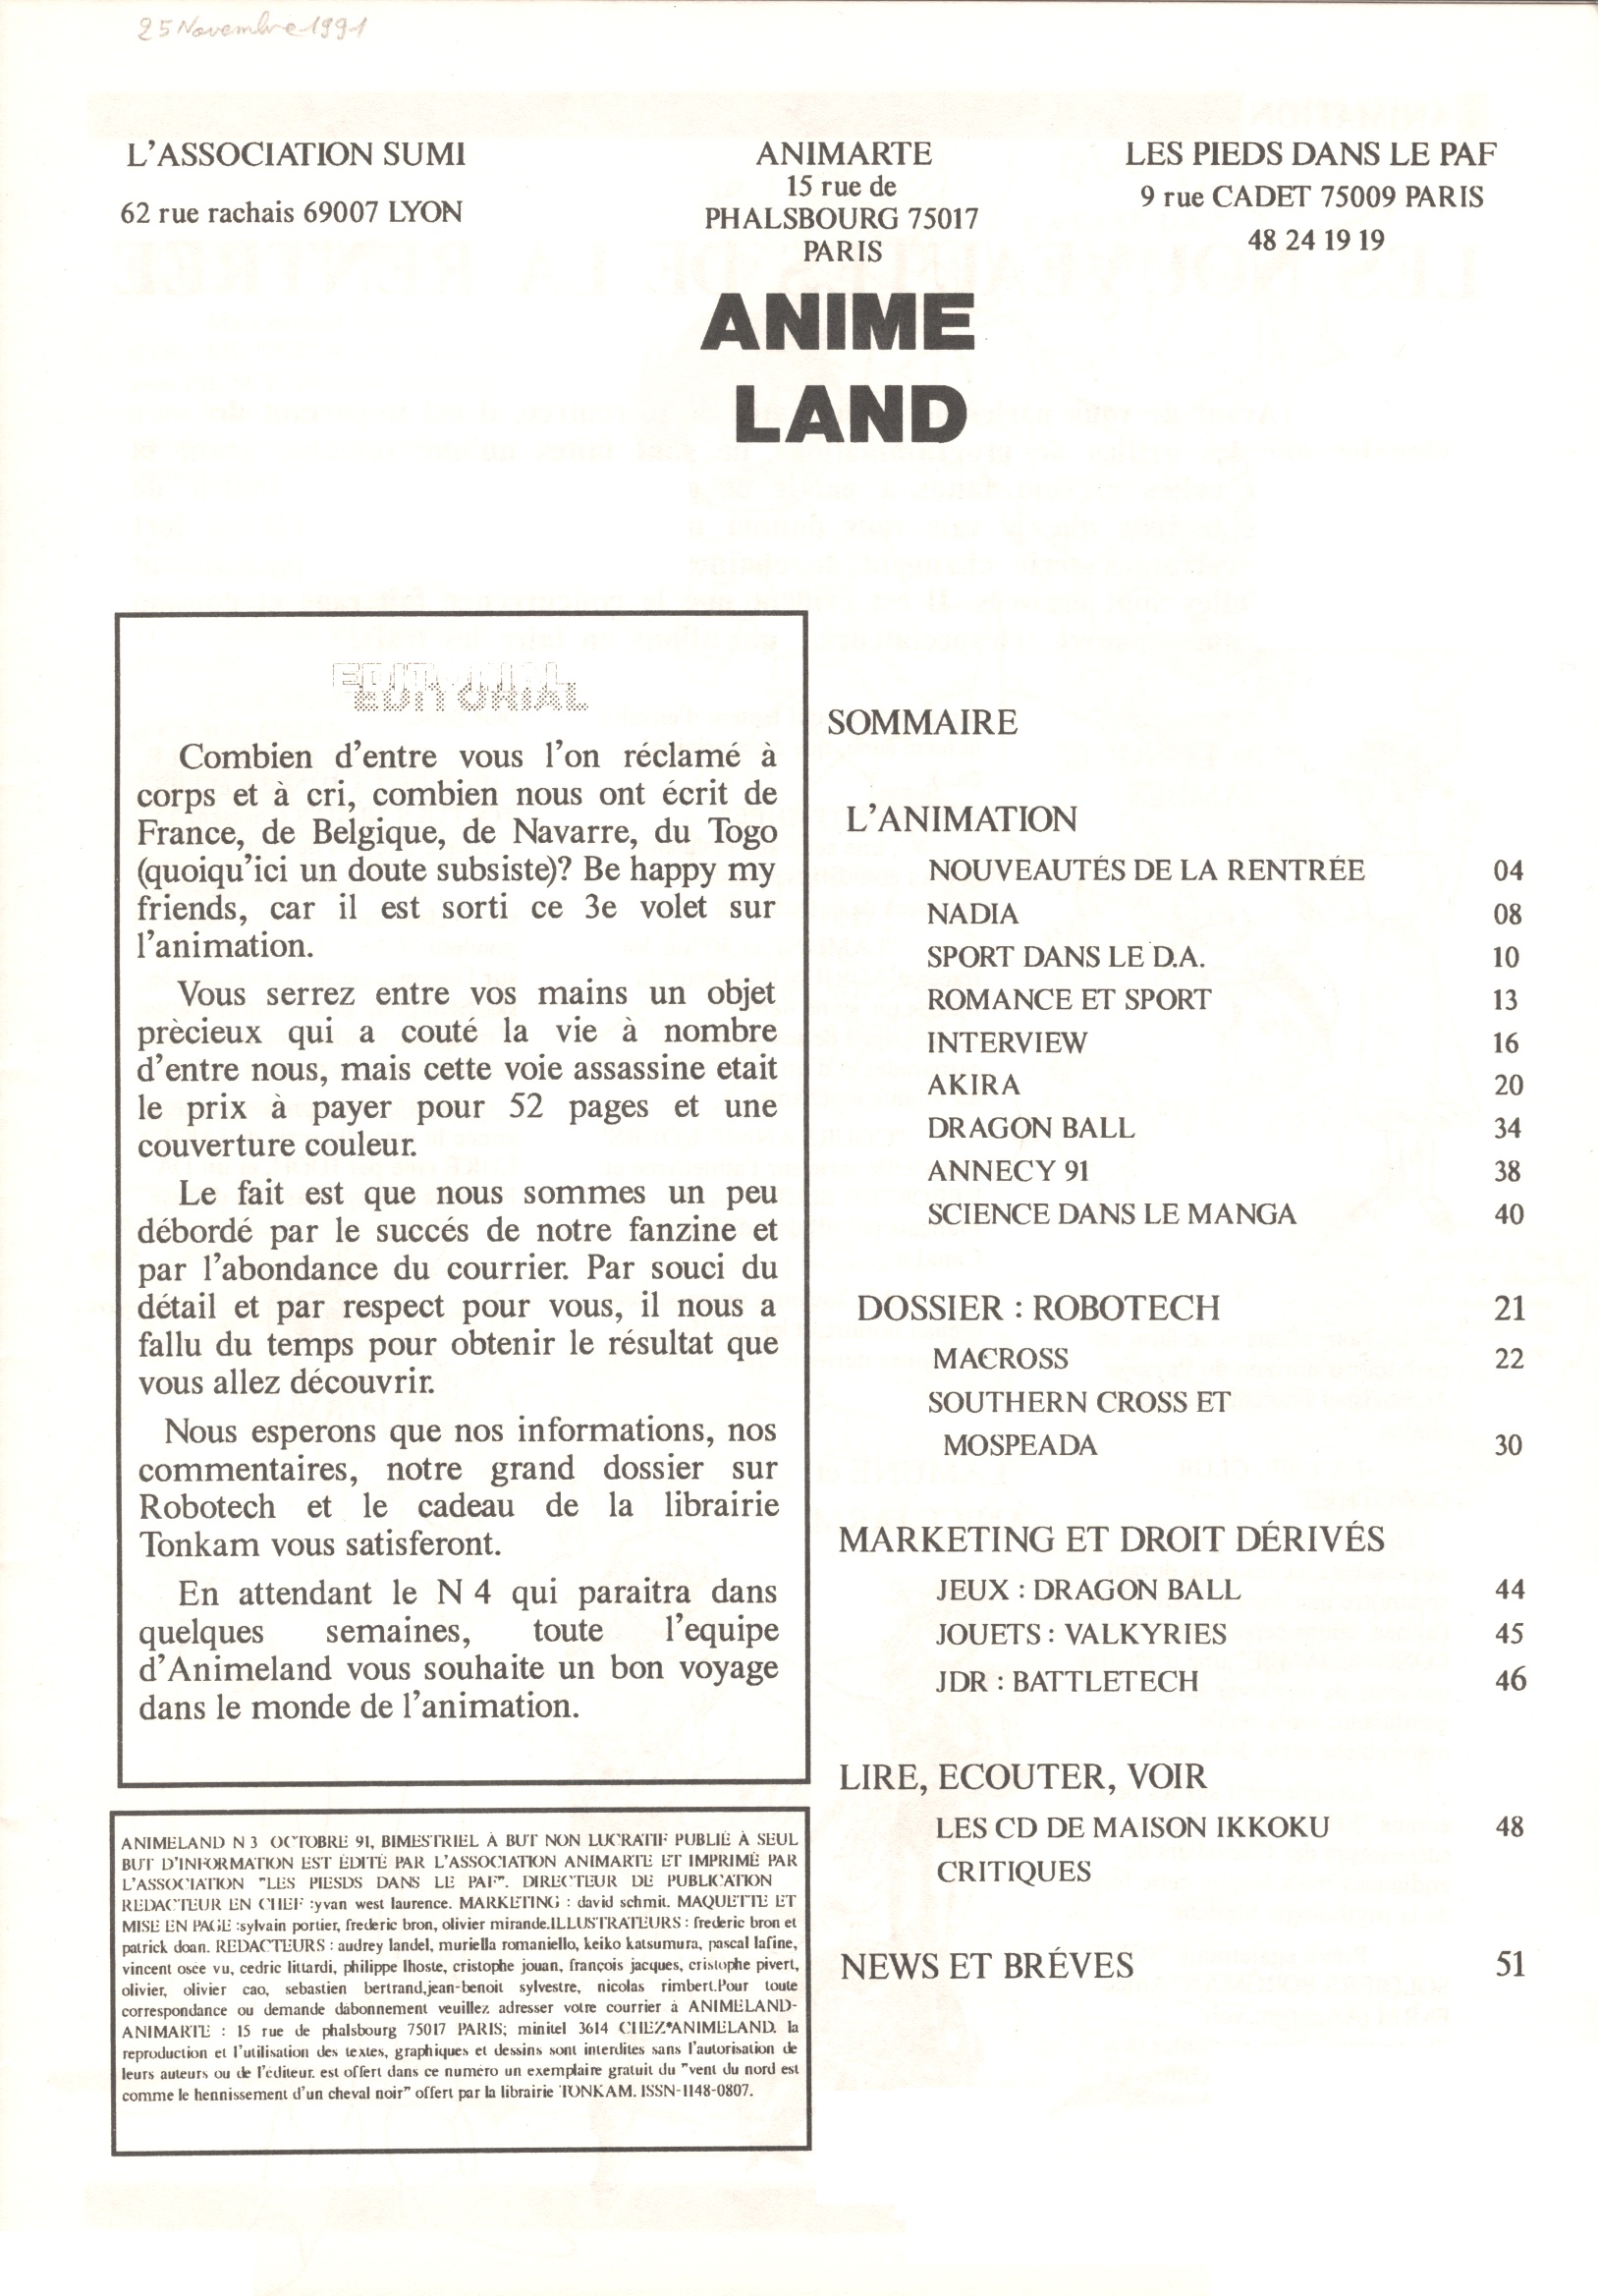 25 Novembre 1991
L'ASSOCIATION SUMI
62 rue rachais 69007 LYON
ANIMARTE
15 rue de
PHALSBOURG 75017
PARIS
LES PIEDS DANS LE PAF
9 rue CADET 75009 PARIS
48 24 19 19
ANIME
LAND
EDITORIAL
Combien d'entre vous l'on réclamé à
corps et à cri, combien nous ont écrit de
France, de Belgique, de Navarre, du Togo
(quoiqu'ici un doute subsiste)? Be happy my
friends, car il est sorti ce 3e volet sur
l'animation.
Vous serrez entre vos mains un objet
prècieux qui a couté la vie à nombre
d'entre nous, mais cette voie assassine etait
le prix à payer pour 52 pages et une
couverture couleur.
Le fait est que nous sommes un peu
débordé par le succés de notre fanzine et
par l'abondance du courrier. Par souci du
détail et par respect pour vous, il nous a
fallu du temps pour obtenir le résultat que
vous allez découvrir.
Nous esperons que nos informations, nos
commentaires, notre grand dossier sur
Robotech et le cadeau de la librairie
Tonkam vous satisferont.
En attendant le N 4 qui paraitra dans
quelques semaines, toute l'equipe
d'Animeland vous souhaite un bon voyage
dans le monde de l'animation.
ANIMELAND N 3 OCTOBRE 91, BIMESTRIEL À BUT NON LUCRATIF PUBLIÉ À SEUL
BUT D'INFORMATION EST ÉDITÉ PAR L'ASSOCIATION ANIMARTE ET IMPRIMÉ PAR
L'ASSOCIATION "LES PIESDS DANS LE PAF". DIRECTEUR DE PUBLICATION
REDACTEUR EN CHEF :yvan west laurence. MARKETING : david schmit. MAQUETTE ET
MISE EN PAGE :sylvain portier, frederic bron, olivier mirande.ILLUSTRATEURS : frederic bron et
patrick doan. REDACTEURS : audrey landel, muriella romaniello, keiko katsumura, pascal lafine,
vincent osée vu, cedric littardi, philippe lhoste, cristophe jouan, françois jacques, cristophe pivert,
olivier, olivier cao, sebastien bertrand,jean-benoit sylvestre, nicolas rimbert.Pour toute
correspondance ou demande dabonnement veuillez adresser votre courrier à ANIMELAND-
ANIMARTE : 15 rue de phalsbourg 75017 PARIS; minitel 3614 CHEZ*ANIMELAND. la
reproduction et l'utilisation des textes, graphiques et dessins sont interdites sans l'autorisation de
leurs auteurs ou de l'éditeur. est offert dans ce numéro un exemplaire gratuit du "vent du nord est
comme le hennissement d'un cheval noir" offert par la librairie TONKAM. ISSN-1148-0807.
SOMMAIRE
L'ANIMATION
NOUVEAUTÉS DE LA RENTRÉE 04
NADIA 08
SPORT DANS LE D.A. 10
ROMANCE ET SPORT 13
INTERVIEW 16
AKIRA 20
DRAGON BALL 34
ANNECY 91 38
SCIENCE DANS LE MANGA 40
DOSSIER : ROBOTECH 21
MACROSS 22
SOUTHERN CROSS ET
MOSPEADA 30
MARKETING ET DROIT DÉRIVÉS
JEUX : DRAGON BALL 44
JOUETS : VALKYRIES 45
JDR : BATTLETECH 46
LIRE, ECOUTER, VOIR
LES CD DE MAISON IKKOKU 48
CRITIQUES
NEWS ET BRÉVES 51